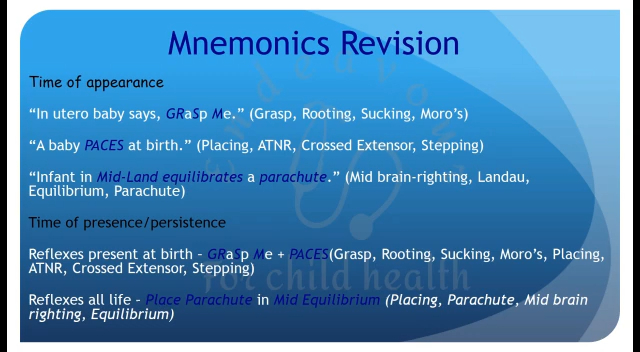 Mnemonics Revision
Time of appearance
“In utero baby says, GRaSp Me.” (Grasp, Rooting, Sucking, Moro’s)
“A baby PACES at birth.” (Placing, ATNR, Crossed Extensor, Stepping)
“Infant in Mid-Land equilibrates a parachute.” (Mid brain-righting, Landau,
Equilibrium, Parachute)
Time of presence/persistence
Reflexes present at birth – GRaSp Me + PACES(Grasp, Rooting, Sucking, Moro’s, Placing,
ATNR, Crossed Extensor, Stepping)
Reflexes all life – Place Parachute in Mid Equilibrium (Placing, Parachute, Mid brain
righting, Equilibrium)
Endeavour
for child health